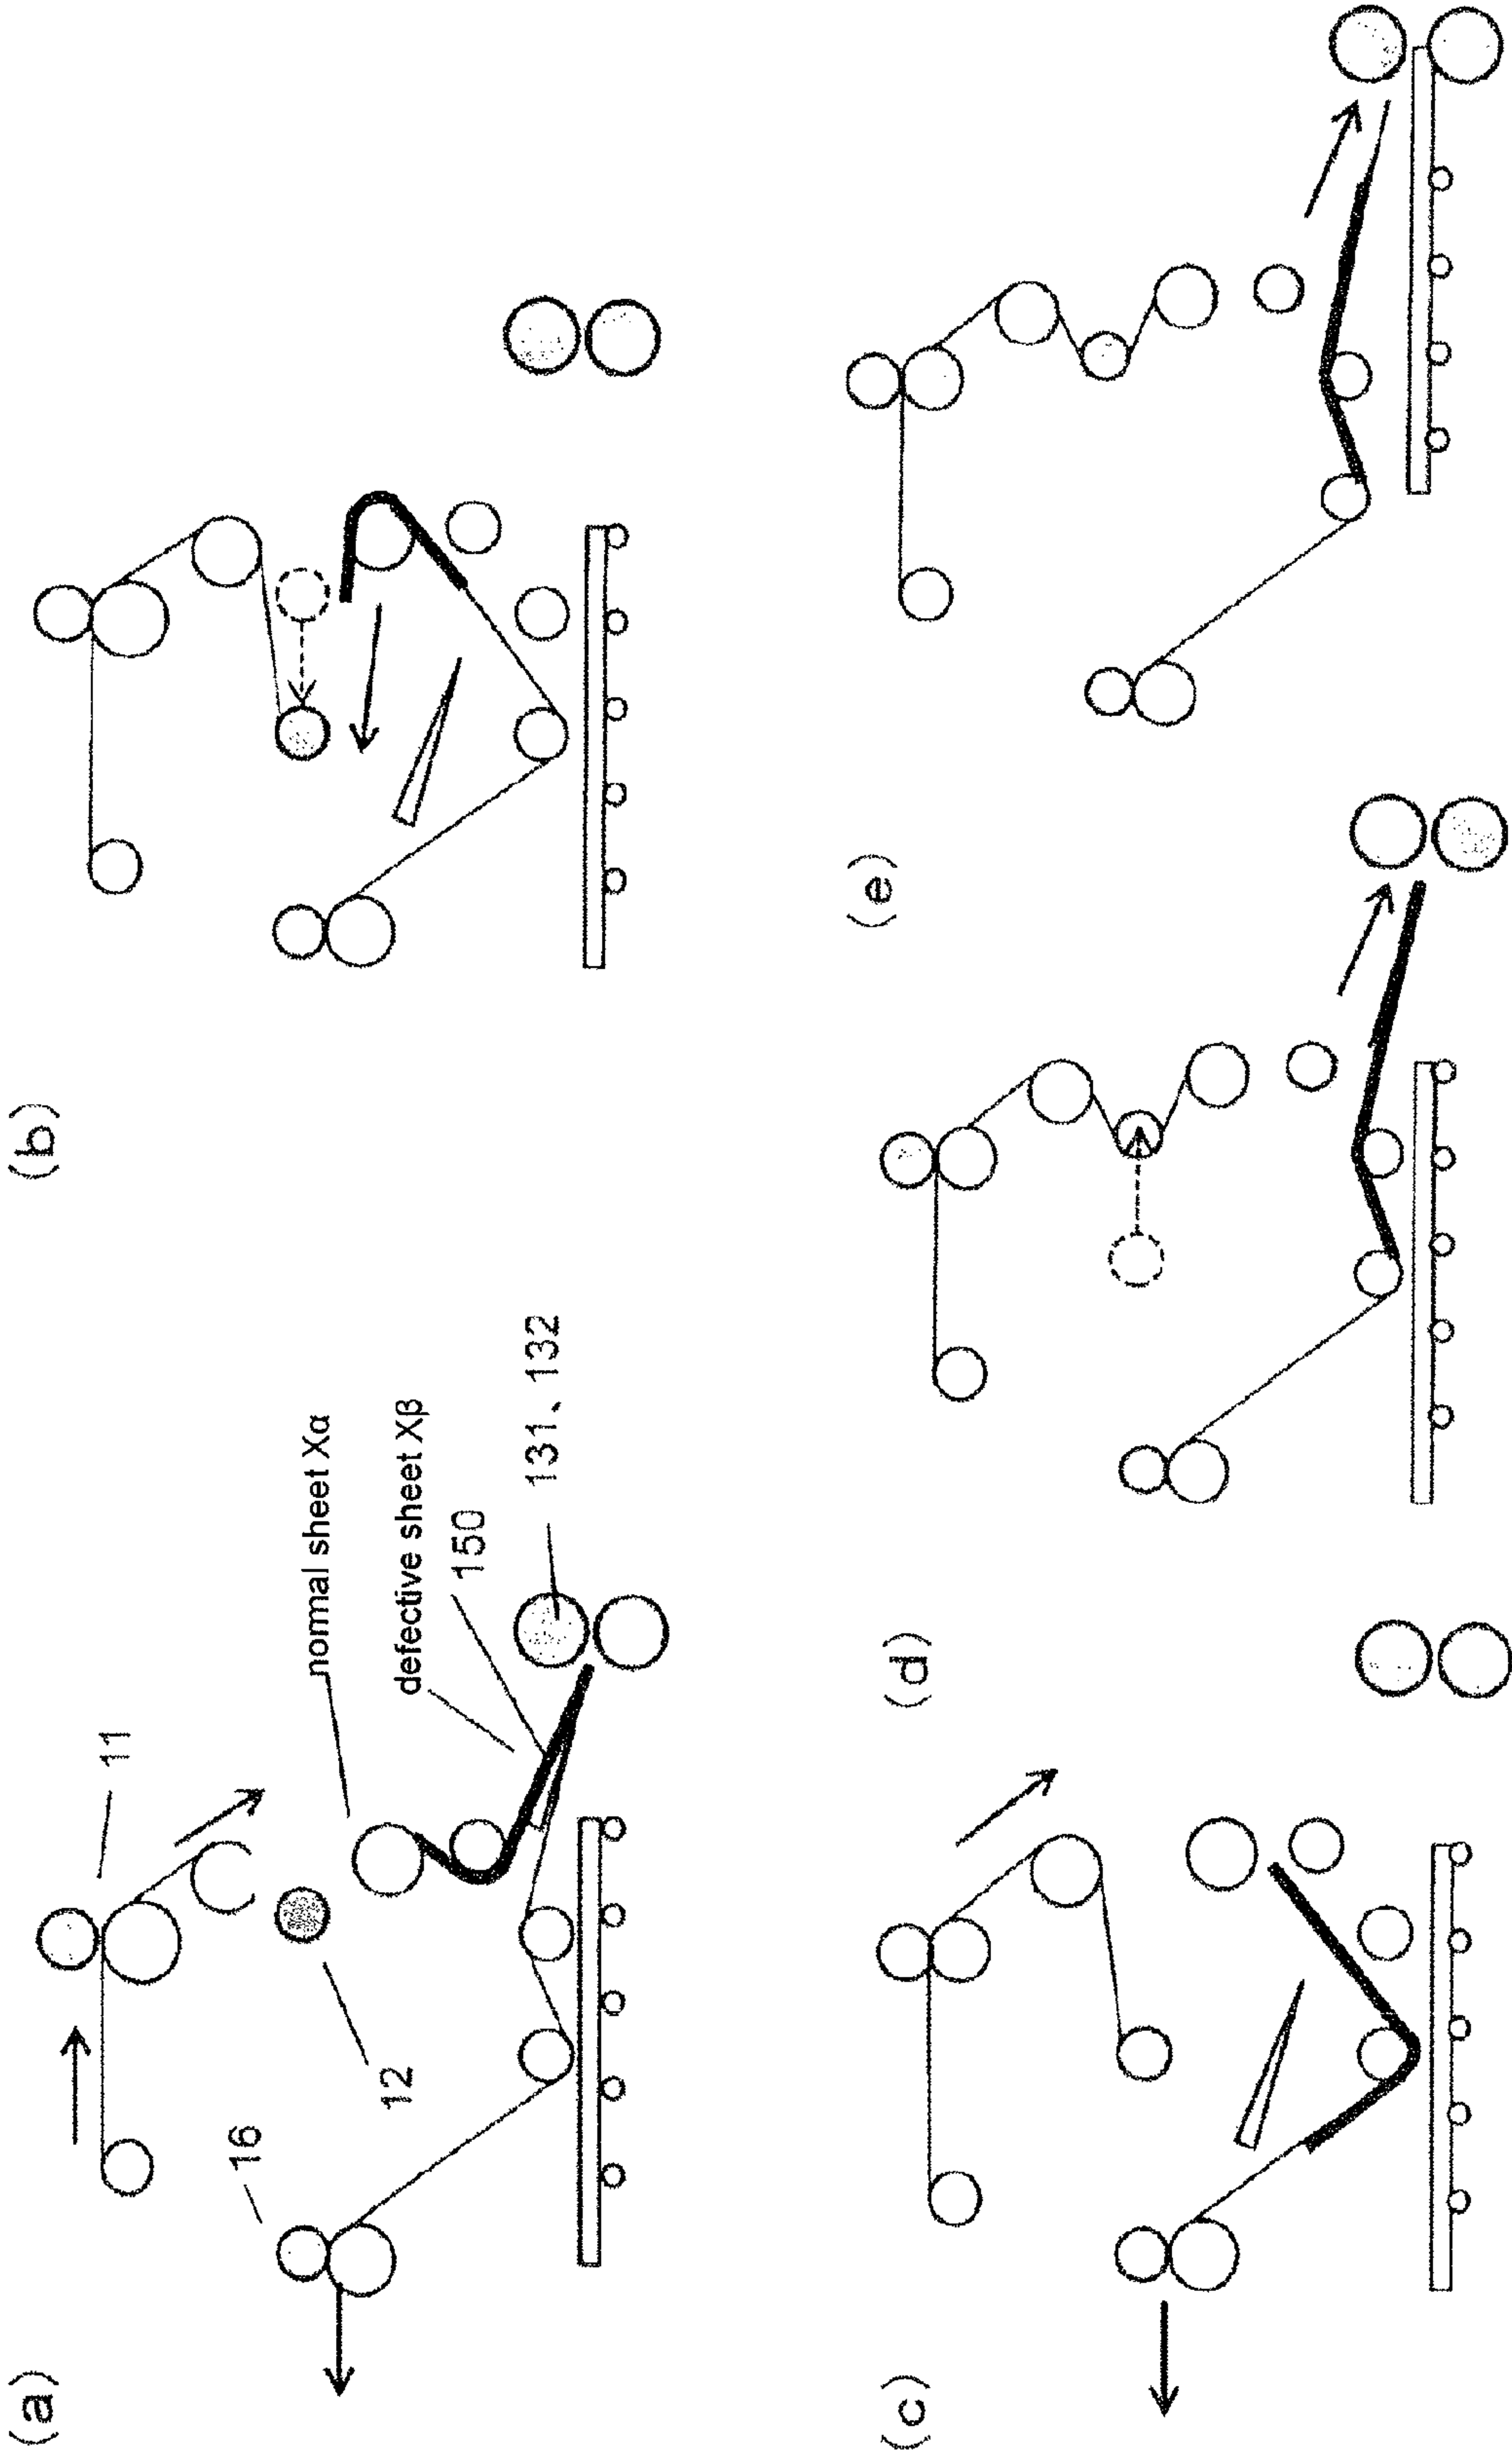 (a)
11
16
12
normal sheet Xα
defective sheet Xβ
150
131、132
(b)
(c)
(d)
(e)